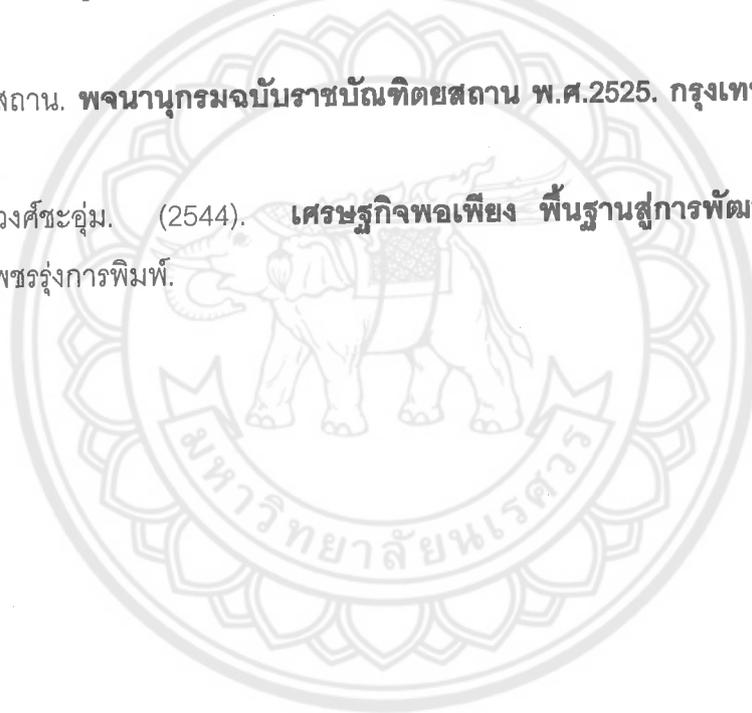 สถาน. พจนานุกรมฉบับราชบัณฑิตยสถาน พ.ศ.2525. กรุงเทพ
วงศ์ชะอุ่ม. (2544). เศรษฐกิจพอเพียง พื้นฐานสู่การพัฒ
พชรรุ่งการพิมพ์.
มหาวิทยาลัยนเรศวร